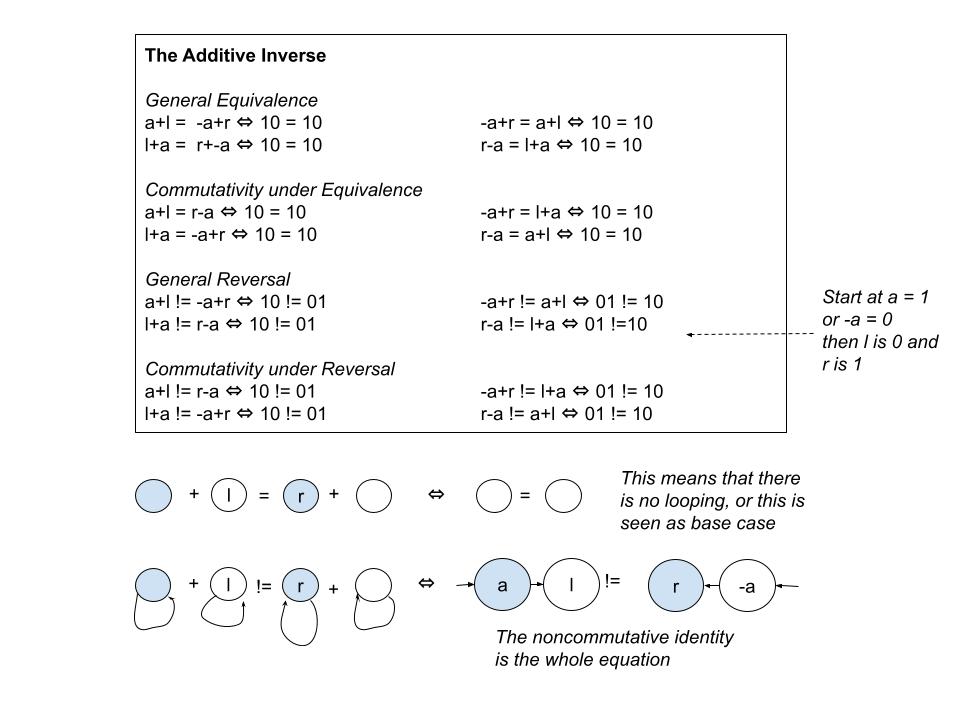 The Additive Inverse
General Equivalence
a+l = -a+r ⇔ 10 = 10
-a+r = a+l ⇔ 10 = 10
l+a = r+-a ⇔ 10 = 10
r-a = l+a ⇔ 10 = 10
Commutativity under Equivalence
a+l = r-a ⇔ 10 = 10
-a+r = l+a ⇔ 10 = 10
l+a = -a+r ⇔ 10 = 10
r-a = a+l ⇔ 10 = 10
General Reversal
a+l != -a+r ⇔ 10 != 01
-a+r != a+l ⇔ 01 != 10
l+a != r-a ⇔ 10 != 01
r-a != l+a ⇔ 01 !=10
Commutativity under Reversal
a+l != r-a ⇔ 10 != 01
-a+r != l+a ⇔ 01 != 10
l+a != -a+r ⇔ 10 != 01
r-a != a+l ⇔ 01 != 10
Start at a = 1
or -a = 0
then l is 0 and
r is 1
+ l = r + ⇔ =
This means that there
is no looping, or this is
seen as base case
+ l != r + ⇔ a l != r -a
The noncommutative identity
is the whole equation